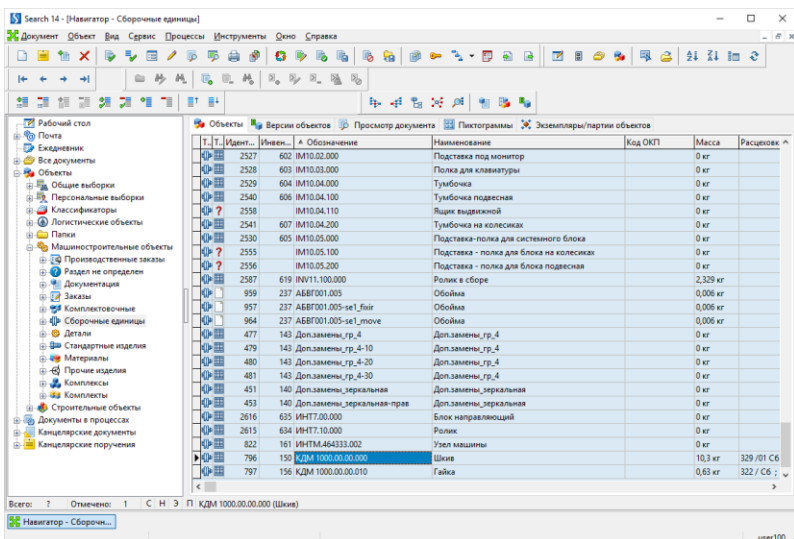 Search 14 - [Навигатор - Сборочные единицы]
Документ Объект Вид Сервис Процессы Инструменты Окно Справка
Рабочий стол
Почта
Ежедневник
Все документы
Объекты
Общие выборки
Персональные выборки
Классификаторы
Логистические объекты
Папки
Машиностроительные объекты
Производственные заказы
Раздел не определен
Документация
Заказы
Комплектовочные
Сборочные единицы
Детали
Стандартные изделия
Материалы
Прочие изделия
Комплексы
Комплекты
Строительные объекты
Документы в процессах
Канцелярские документы
Канцелярские поручения
Объекты Версии объектов Просмотр документа Пиктограммы Экземпляры/партии объектов
Т.. Т.. Идент... Инвен... Обозначение Наименование Код ОКП Масса Расцеховк
2527 602 IM10.02.000 Подставка под монитор 0 кг
2528 603 IM10.03.000 Полка для клавиатуры 0 кг
2529 604 IM10.04.000 Тумбочка 0 кг
2540 606 IM10.04.100 Тумбочка подвесная 0 кг
2558 IM10.04.110 Ящик выдвижной 0 кг
2541 607 IM10.04.200 Тумбочка на колесиках 0 кг
2530 605 IM10.05.000 Подставка-полка для системного блока 0 кг
2555 IM10.05.100 Подставка - полка для блока на колесиках 0 кг
2556 IM10.05.200 Подставка - полка для блока подвесная 0 кг
2587 619 INV11.100.000 Ролик в сборе 2,329 кг
959 237 АБВГ001.005 Обойма 0,006 кг
957 237 АБВГ001.005-se1_fixir Обойма 0,006 кг
964 237 АБВГ001.005-se1_move Обойма 0,006 кг
477 143 Доп.замены_гр_4 Доп.замены_гр_4 0 кг
479 143 Доп.замены_гр_4-10 Доп.замены_гр_4 0 кг
480 143 Доп.замены_гр_4-20 Доп.замены_гр_4 0 кг
481 143 Доп.замены_гр_4-30 Доп.замены_гр_4 0 кг
451 140 Доп.замены_зеркальная Доп.замены_зеркальная 0 кг
453 140 Доп.замены_зеркальная-прав Доп.замены_зеркальная 0 кг
2616 635 ИНТ7.00.000 Блок направляющий 0 кг
2615 634 ИНТ7.10.000 Ролик 0 кг
822 161 ИНТМ.464333.002 Узел машины 0 кг
796 150 КДМ 1000.00.00.000 Шкив 10,3 кг 329 /01 Сб
797 156 КДМ 1000.00.00.010 Гайка 0,63 кг 322 / Сб ;
Всего: ? Отмечено: 1 С Н Э П КДМ 1000.00.00.000 (Шкив)
Навигатор - Сборочн...
user100